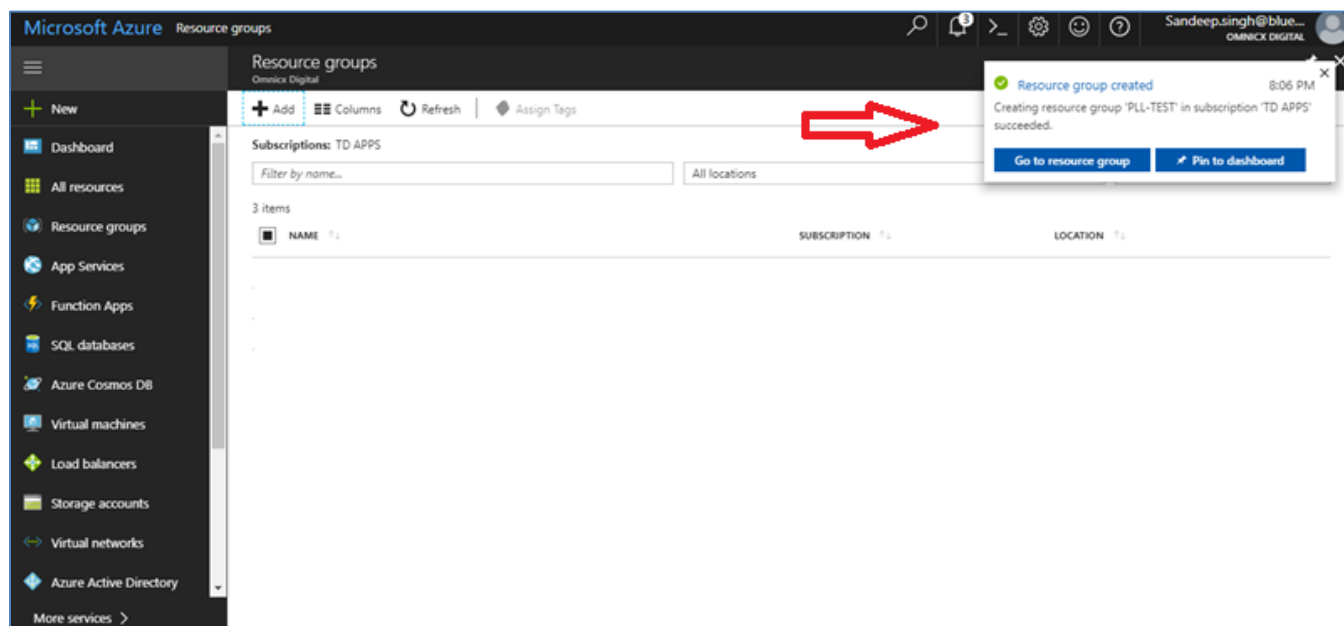 Microsoft Azure Resource groups
3
>_
Sandeep.singh@blue...
OMNICX DIGITAL
Resource groups
Omnicx Digital
New
Dashboard
All resources
Resource groups
App Services
Function Apps
SQL databases
Azure Cosmos DB
Virtual machines
Load balancers
Storage accounts
Virtual networks
Azure Active Directory
More services >
Add Columns Refresh Assign Tags
Subscriptions: TD APPS
Filter by name... All locations
3 items
NAME SUBSCRIPTION LOCATION
Resource group created 8:06 PM
Creating resource group 'PLL-TEST' in subscription 'TD APPS'
succeeded.
Go to resource group Pin to dashboard